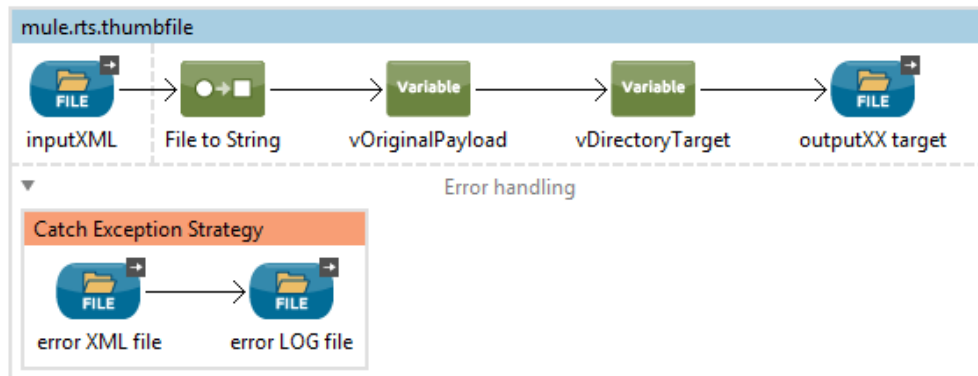 mule.rts.thumbfile
FILE
Variable
Variable
FILE
inputXML
File to String
vOriginalPayload
vDirectoryTarget
outputXX target
Error handling
Catch Exception Strategy
FILE
FILE
error XML file
error LOG file